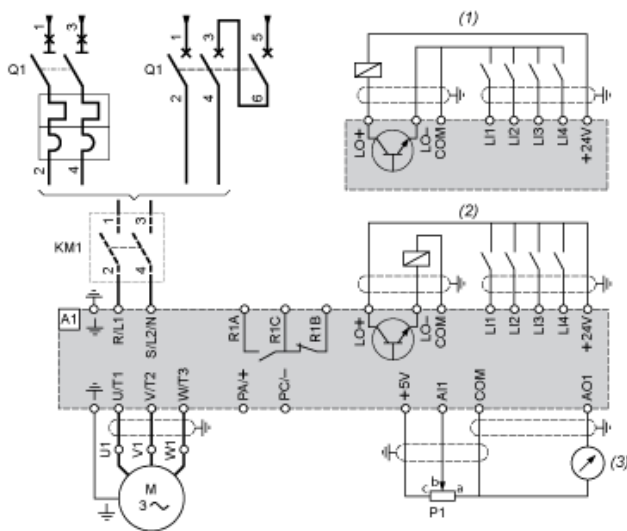 1 3 1 3 5 (1)
Q1 Q1
2 4 6
2 4
LO+ LO- COM LI1 LI2 LI3 LI4 +24V
1 3
KM1
2 4
(2)
A1 R/L1 S/L2/N R1A R1C R1B LO+ LO- COM LI1 LI2 LI3 LI4 +24V
U/T1 V/T2 W/T3 PA/+ PC/- +5V AI1 COM AO1
U1 V1 W1
(3)
c b a
P1
M
3